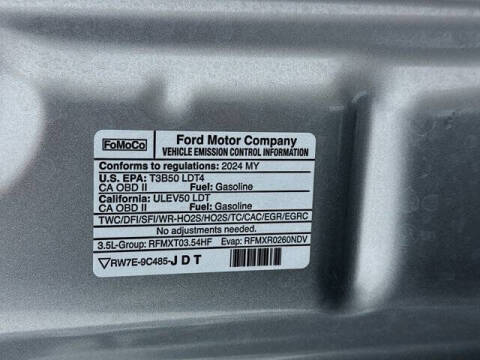 FoMoCo
Ford Motor Company
VEHICLE EMISSION CONTROL INFORMATION
Conforms to regulations: 2024 MY
U.S. EPA: T3B50 LDT4
CA OBD II Fuel: Gasoline
California: ULEV50 LDT
CA OBD II Fuel: Gasoline
TWC/DFI/SFI/WR-HO2S/HO2S/TC/CAC/EGR/EGRC
No adjustments needed.
3.5L-Group: RFMXT03.54HF Evap: RFMXR0260NDV
RW7E-9C485-JDT